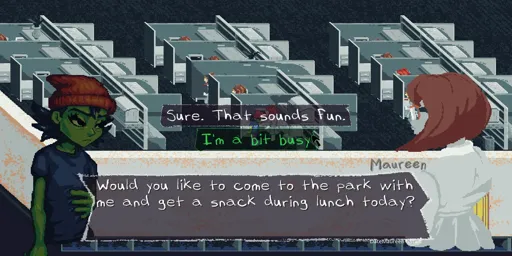 Sure. That sounds fun.
I'm a bit busy
Maureen
Would you like to come to the park with
me and get a snack during lunch today?